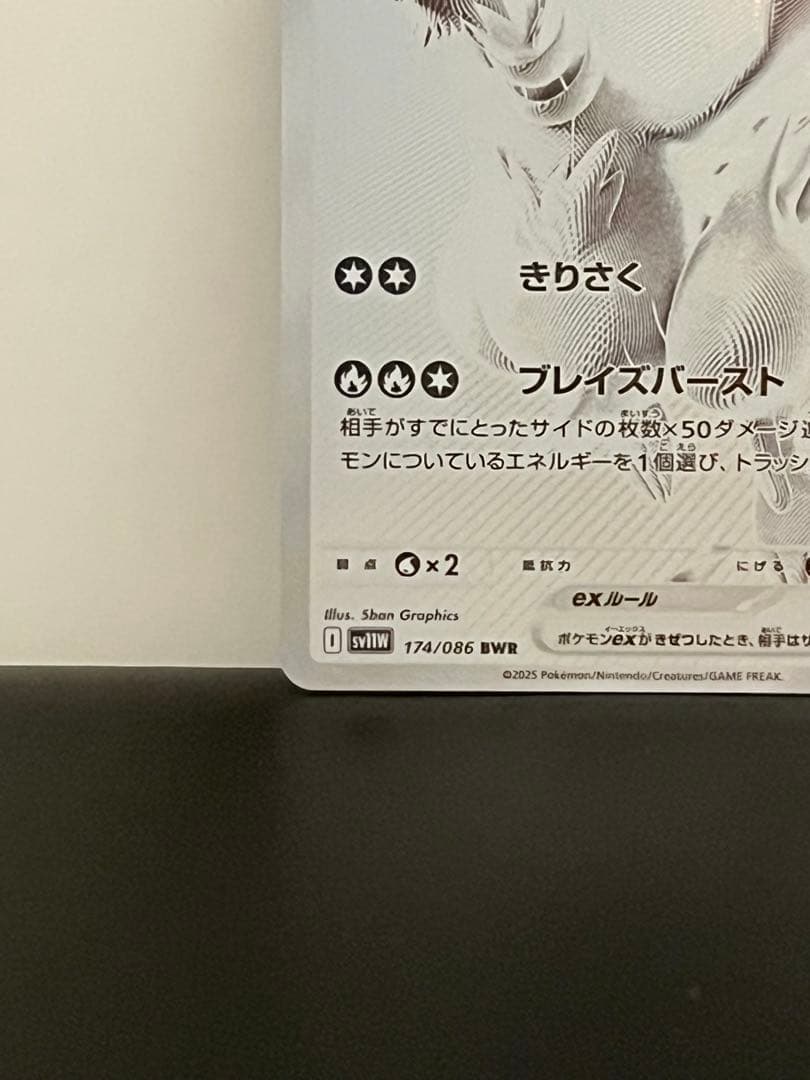 きりさく
ブレイズバースト
相手がすでにとったサイドの枚数×50ダメージ追
モンについているエネルギーを1個選び、トラッシ
弱点 ×2 抵抗力 にげる
exルール
Illus. 5ban Graphics
ポケモンexがきぜつしたとき、相手はサ
I sv11W 174/086 BWR
©2025 Pokémon/Nintendo/Creatures/GAME FREAK.